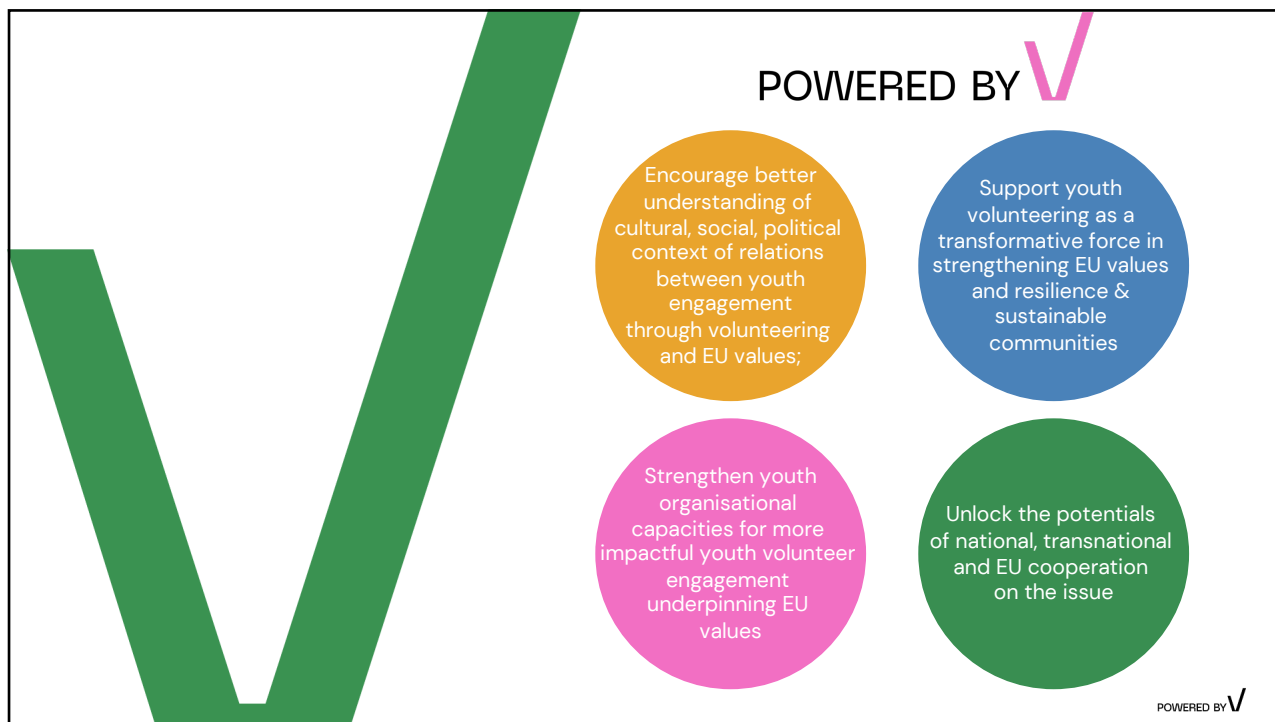 POWERED BY V
Encourage better
understanding of
cultural, social, political
context of relations
between youth
engagement
through volunteering
and EU values;
Support youth
volunteering as a
transformative force in
strengthening EU values
and resilience &
sustainable
communities
Strengthen youth
organisational
capacities for more
impactful youth volunteer
engagement
underpinning EU
values
Unlock the potentials
of national, transnational
and EU cooperation
on the issue
POWERED BY V